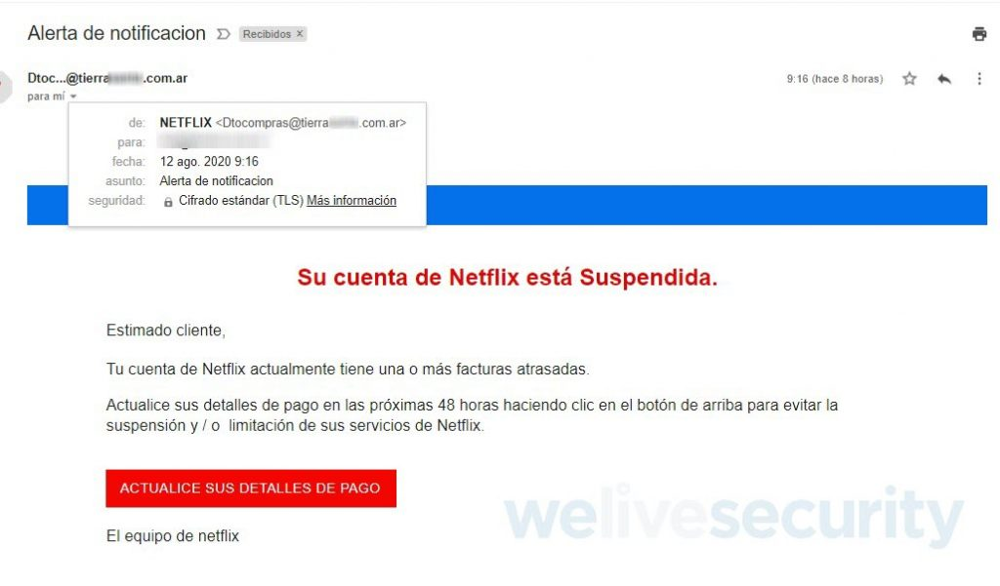 Alerta de notificacion Recibidos ×
Dtoc...@tierra .com.ar 9:16 (hace 8 horas)
para mí
de: NETFLIX <Dtocompras@tierra .com.ar>
para:
fecha: 12 ago. 2020 9:16
asunto: Alerta de notificacion
seguridad: Cifrado estándar (TLS) Más información
Su cuenta de Netflix está Suspendida.
Estimado cliente,
Tu cuenta de Netflix actualmente tiene una o más facturas atrasadas.
Actualice sus detalles de pago en las próximas 48 horas haciendo clic en el botón de arriba para evitar la
suspensión y / o limitación de sus servicios de Netflix.
ACTUALICE SUS DETALLES DE PAGO
El equipo de netflix
welivesecurity